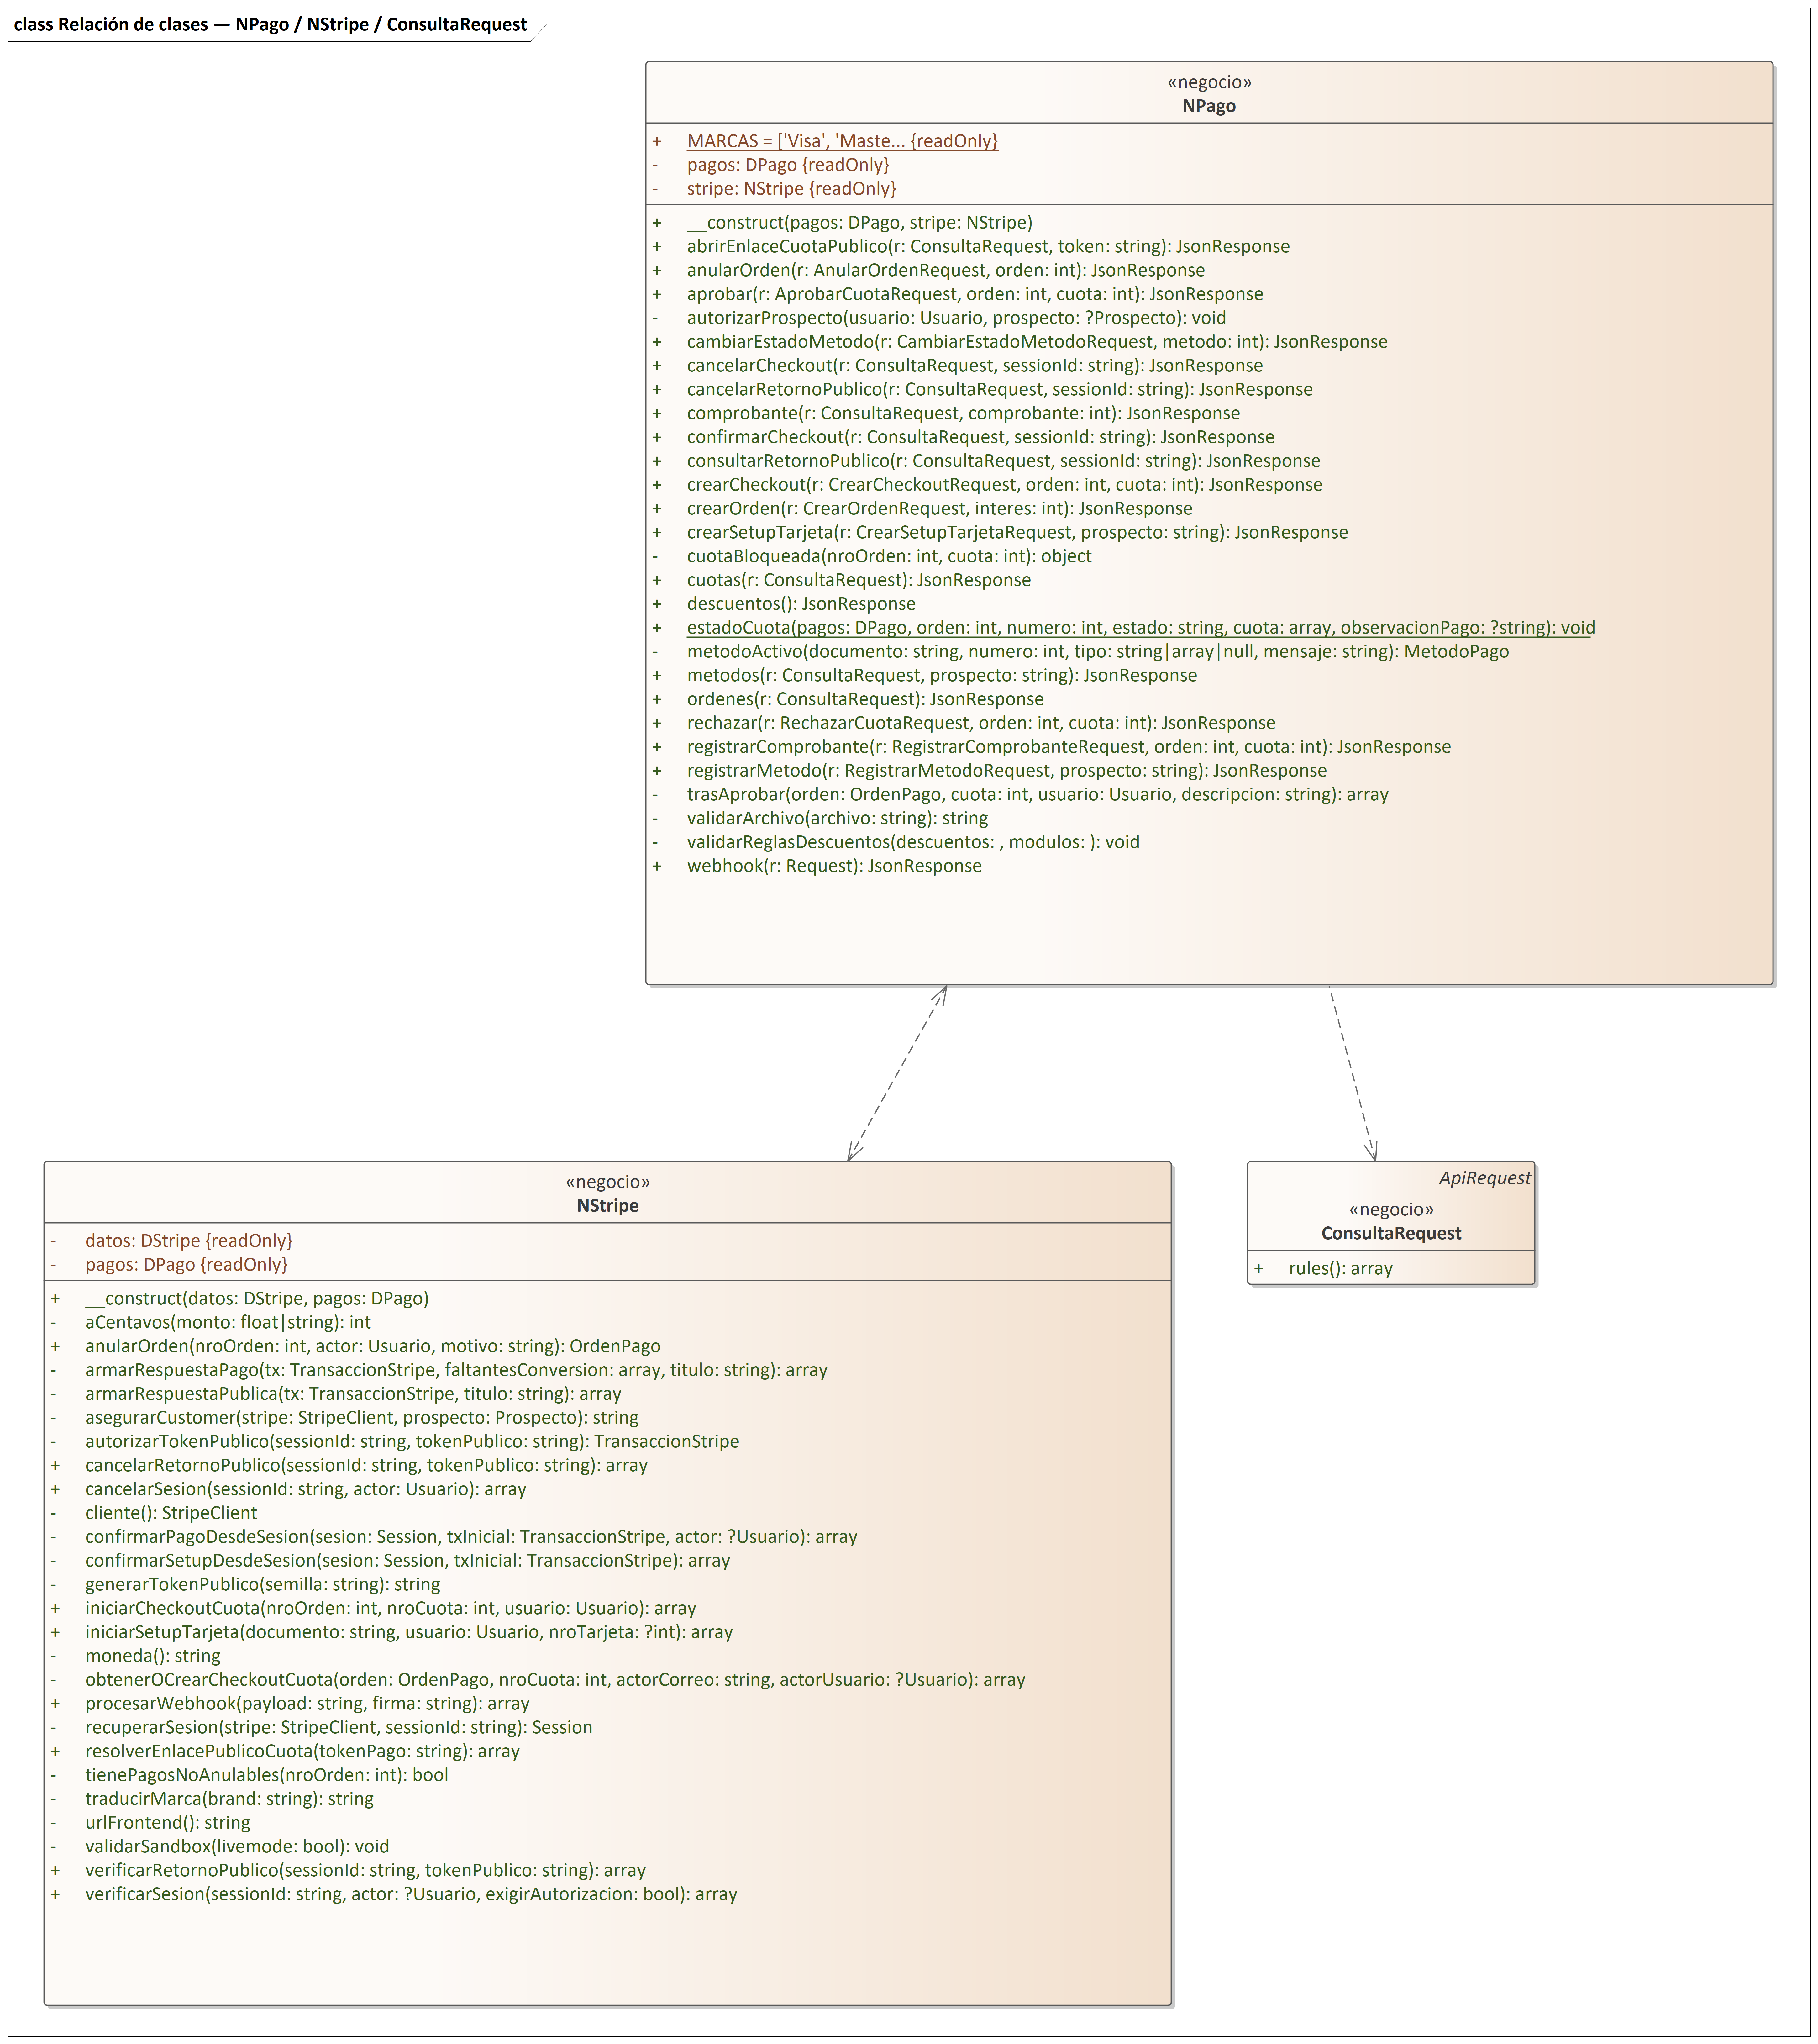 class Relación de clases — NPago / NStripe / ConsultaRequest
«negocio»
NPago
+ MARCAS = ['Visa', 'Maste... {readOnly}
- pagos: DPago {readOnly}
- stripe: NStripe {readOnly}
+ __construct(pagos: DPago, stripe: NStripe)
+ abrirEnlaceCuotaPublico(r: ConsultaRequest, token: string): JsonResponse
+ anularOrden(r: AnularOrdenRequest, orden: int): JsonResponse
+ aprobar(r: AprobarCuotaRequest, orden: int, cuota: int): JsonResponse
- autorizarProspecto(usuario: Usuario, prospecto: ?Prospecto): void
+ cambiarEstadoMetodo(r: CambiarEstadoMetodoRequest, metodo: int): JsonResponse
+ cancelarCheckout(r: ConsultaRequest, sessionId: string): JsonResponse
+ cancelarRetornoPublico(r: ConsultaRequest, sessionId: string): JsonResponse
+ comprobante(r: ConsultaRequest, comprobante: int): JsonResponse
+ confirmarCheckout(r: ConsultaRequest, sessionId: string): JsonResponse
+ consultarRetornoPublico(r: ConsultaRequest, sessionId: string): JsonResponse
+ crearCheckout(r: CrearCheckoutRequest, orden: int, cuota: int): JsonResponse
+ crearOrden(r: CrearOrdenRequest, interes: int): JsonResponse
+ crearSetupTarjeta(r: CrearSetupTarjetaRequest, prospecto: string): JsonResponse
- cuotaBloqueada(nroOrden: int, cuota: int): object
+ cuotas(r: ConsultaRequest): JsonResponse
+ descuentos(): JsonResponse
+ estadoCuota(pagos: DPago, orden: int, numero: int, estado: string, cuota: array, observacionPago: ?string): void
- metodoActivo(documento: string, numero: int, tipo: string|array|null, mensaje: string): MetodoPago
+ metodos(r: ConsultaRequest, prospecto: string): JsonResponse
+ ordenes(r: ConsultaRequest): JsonResponse
+ rechazar(r: RechazarCuotaRequest, orden: int, cuota: int): JsonResponse
+ registrarComprobante(r: RegistrarComprobanteRequest, orden: int, cuota: int): JsonResponse
+ registrarMetodo(r: RegistrarMetodoRequest, prospecto: string): JsonResponse
- trasAprobar(orden: OrdenPago, cuota: int, usuario: Usuario, descripcion: string): array
- validarArchivo(archivo: string): string
- validarReglasDescuentos(descuentos: , modulos: ): void
+ webhook(r: Request): JsonResponse
«negocio»
NStripe
- datos: DStripe {readOnly}
- pagos: DPago {readOnly}
+ __construct(datos: DStripe, pagos: DPago)
- aCentavos(monto: float|string): int
+ anularOrden(nroOrden: int, actor: Usuario, motivo: string): OrdenPago
- armarRespuestaPago(tx: TransaccionStripe, faltantesConversion: array, titulo: string): array
- armarRespuestaPublica(tx: TransaccionStripe, titulo: string): array
- asegurarCustomer(stripe: StripeClient, prospecto: Prospecto): string
- autorizarTokenPublico(sessionId: string, tokenPublico: string): TransaccionStripe
+ cancelarRetornoPublico(sessionId: string, tokenPublico: string): array
+ cancelarSesion(sessionId: string, actor: Usuario): array
- cliente(): StripeClient
- confirmarPagoDesdeSesion(sesion: Session, txInicial: TransaccionStripe, actor: ?Usuario): array
- confirmarSetupDesdeSesion(sesion: Session, txInicial: TransaccionStripe): array
- generarTokenPublico(semilla: string): string
+ iniciarCheckoutCuota(nroOrden: int, nroCuota: int, usuario: Usuario): array
+ iniciarSetupTarjeta(documento: string, usuario: Usuario, nroTarjeta: ?int): array
- moneda(): string
- obtenerOCrearCheckoutCuota(orden: OrdenPago, nroCuota: int, actorCorreo: string, actorUsuario: ?Usuario): array
+ procesarWebhook(payload: string, firma: string): array
- recuperarSesion(stripe: StripeClient, sessionId: string): Session
+ resolverEnlacePublicoCuota(tokenPago: string): array
- tienePagosNoAnulables(nroOrden: int): bool
- traducirMarca(brand: string): string
- urlFrontend(): string
- validarSandbox(livemode: bool): void
+ verificarRetornoPublico(sessionId: string, tokenPublico: string): array
+ verificarSesion(sessionId: string, actor: ?Usuario, exigirAutorizacion: bool): array
ApiRequest
«negocio»
ConsultaRequest
+ rules(): array